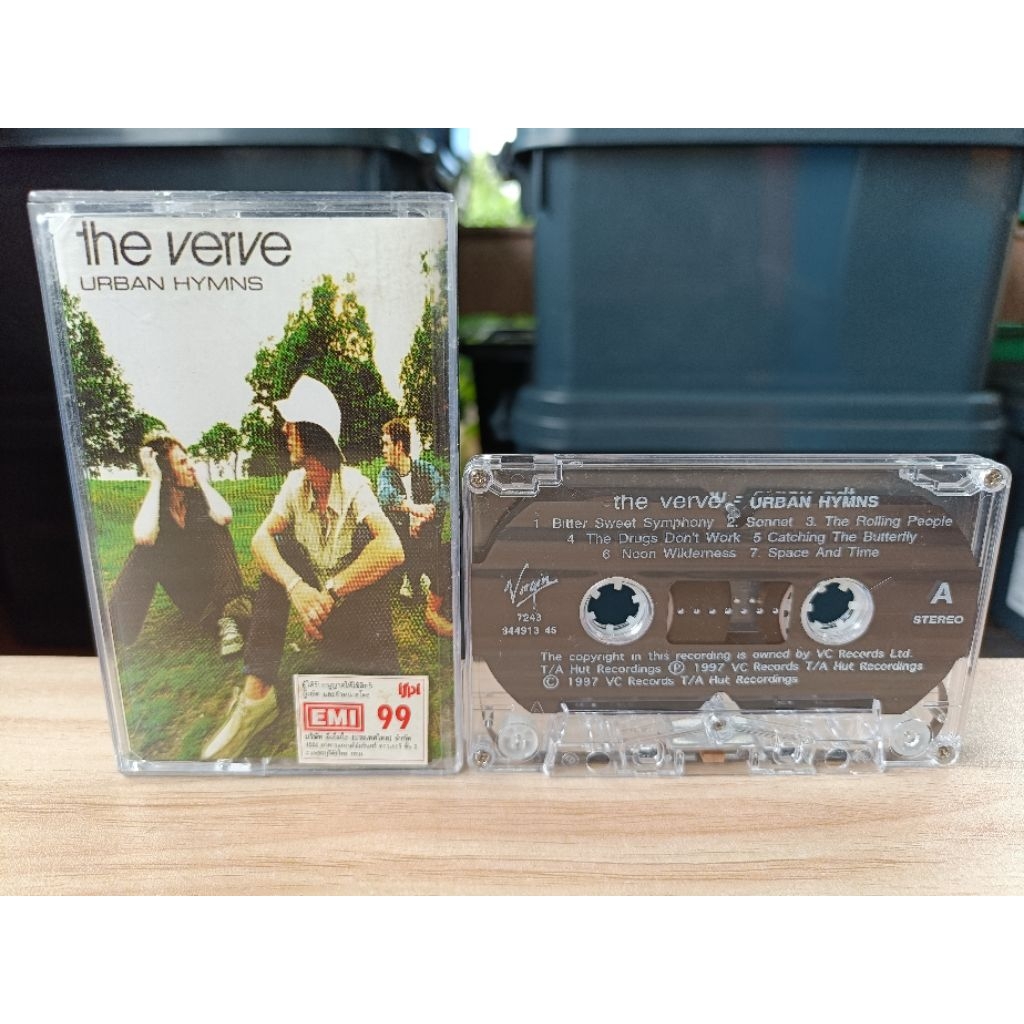 the verve
URBAN HYMNS
ifpi
EMI 99
the verve - URBAN HYMNS
1. Bitter Sweet Symphony 2. Sonnet 3. The Rolling People
4 The Drugs Don't Work 5 Catching The Butterfly
6 Neon Wilderness 7. Space And Time
Virgin
7243
844913 45
A
STEREO
The copyright in this recording is owned by VC Records Ltd.
T/A Hut Recordings Ⓟ 1997 VC Records T/A Hut Recordings
© 1997 VC Records T/A Hut Recordings